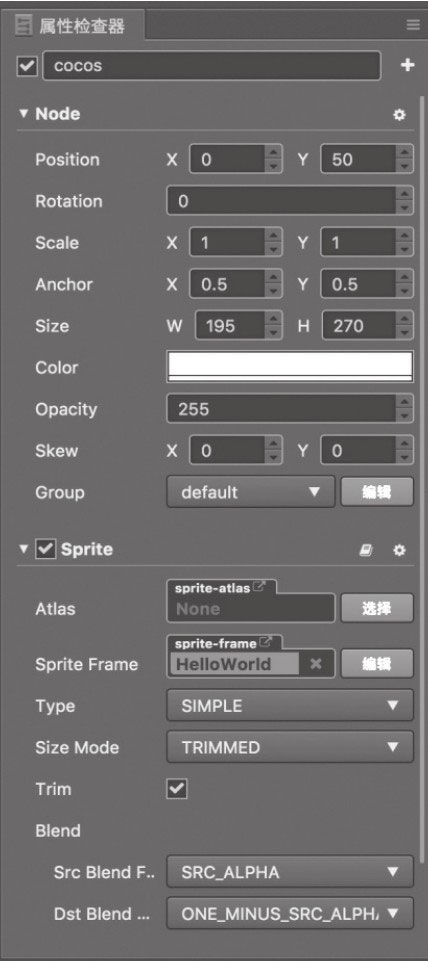 属性检查器
cocos
Node
Position X 0 Y 50
Rotation 0
Scale X 1 Y 1
Anchor X 0.5 Y 0.5
Size W 195 H 270
Color
Opacity 255
Skew X 0 Y 0
Group default 编辑
Sprite
sprite-atlas
Atlas None 选择
sprite-frame
Sprite Frame HelloWorld 编辑
Type SIMPLE
Size Mode TRIMMED
Trim
Blend
Src Blend F.. SRC_ALPHA
Dst Blend ... ONE_MINUS_SRC_ALPH